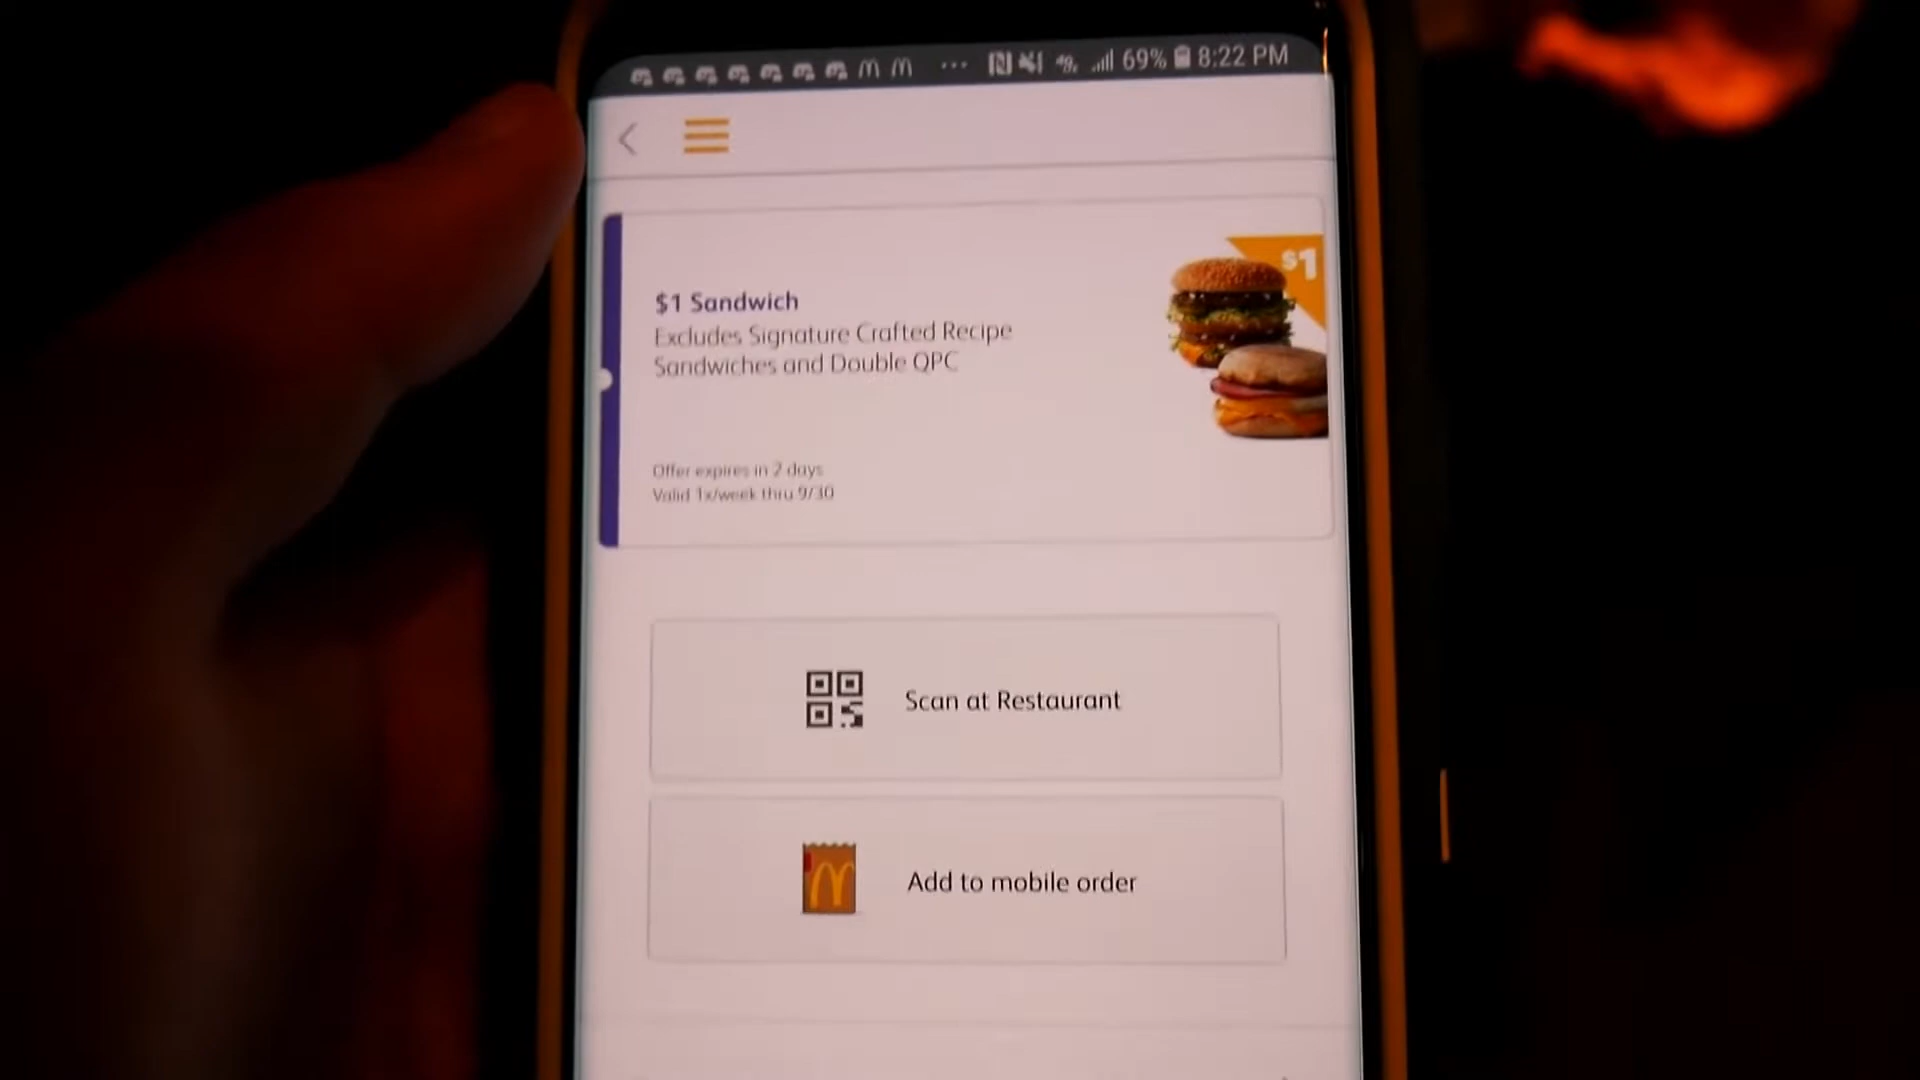 69% 8:22 PM
$1
$1 Sandwich
Excludes Signature Crafted Recipe
Sandwiches and Double QPC
Offer expires in 2 days
Valid 1x/week thru 9/30
Scan at Restaurant
Add to mobile order